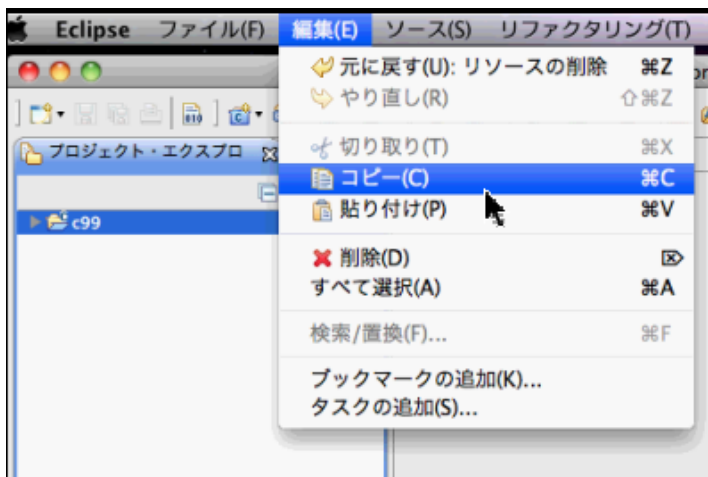 Eclipse ファイル(F) 編集(E) ソース(S) リファクタリング(T)
元に戻す(U): リソースの削除 ⌘Z
やり直し(R) ⇧⌘Z
切り取り(T) ⌘X
プロジェクト・エクスプロ
コピー(C) ⌘C
貼り付け(P) ⌘V
c99
削除(D) ⌦
すべて選択(A) ⌘A
検索/置換(F)... ⌘F
ブックマークの追加(K)...
タスクの追加(S)...